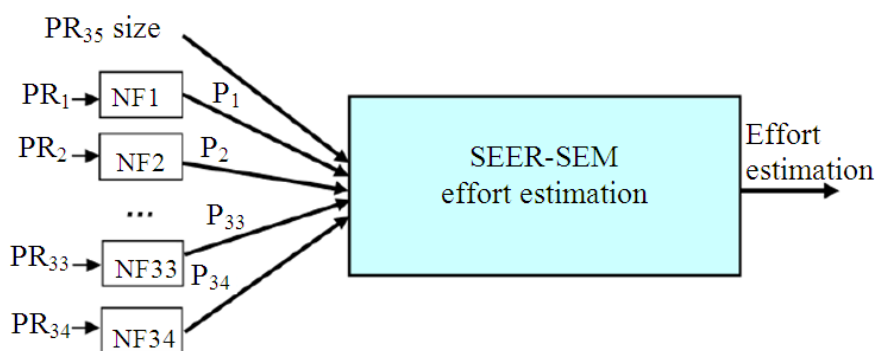 PR₃₅ size
PR₁
NF1
P₁
PR₂
NF2
P₂
...
PR₃₃
NF33
P₃₃
PR₃₄
NF34
P₃₄
SEER-SEM
effort estimation
Effort
estimation